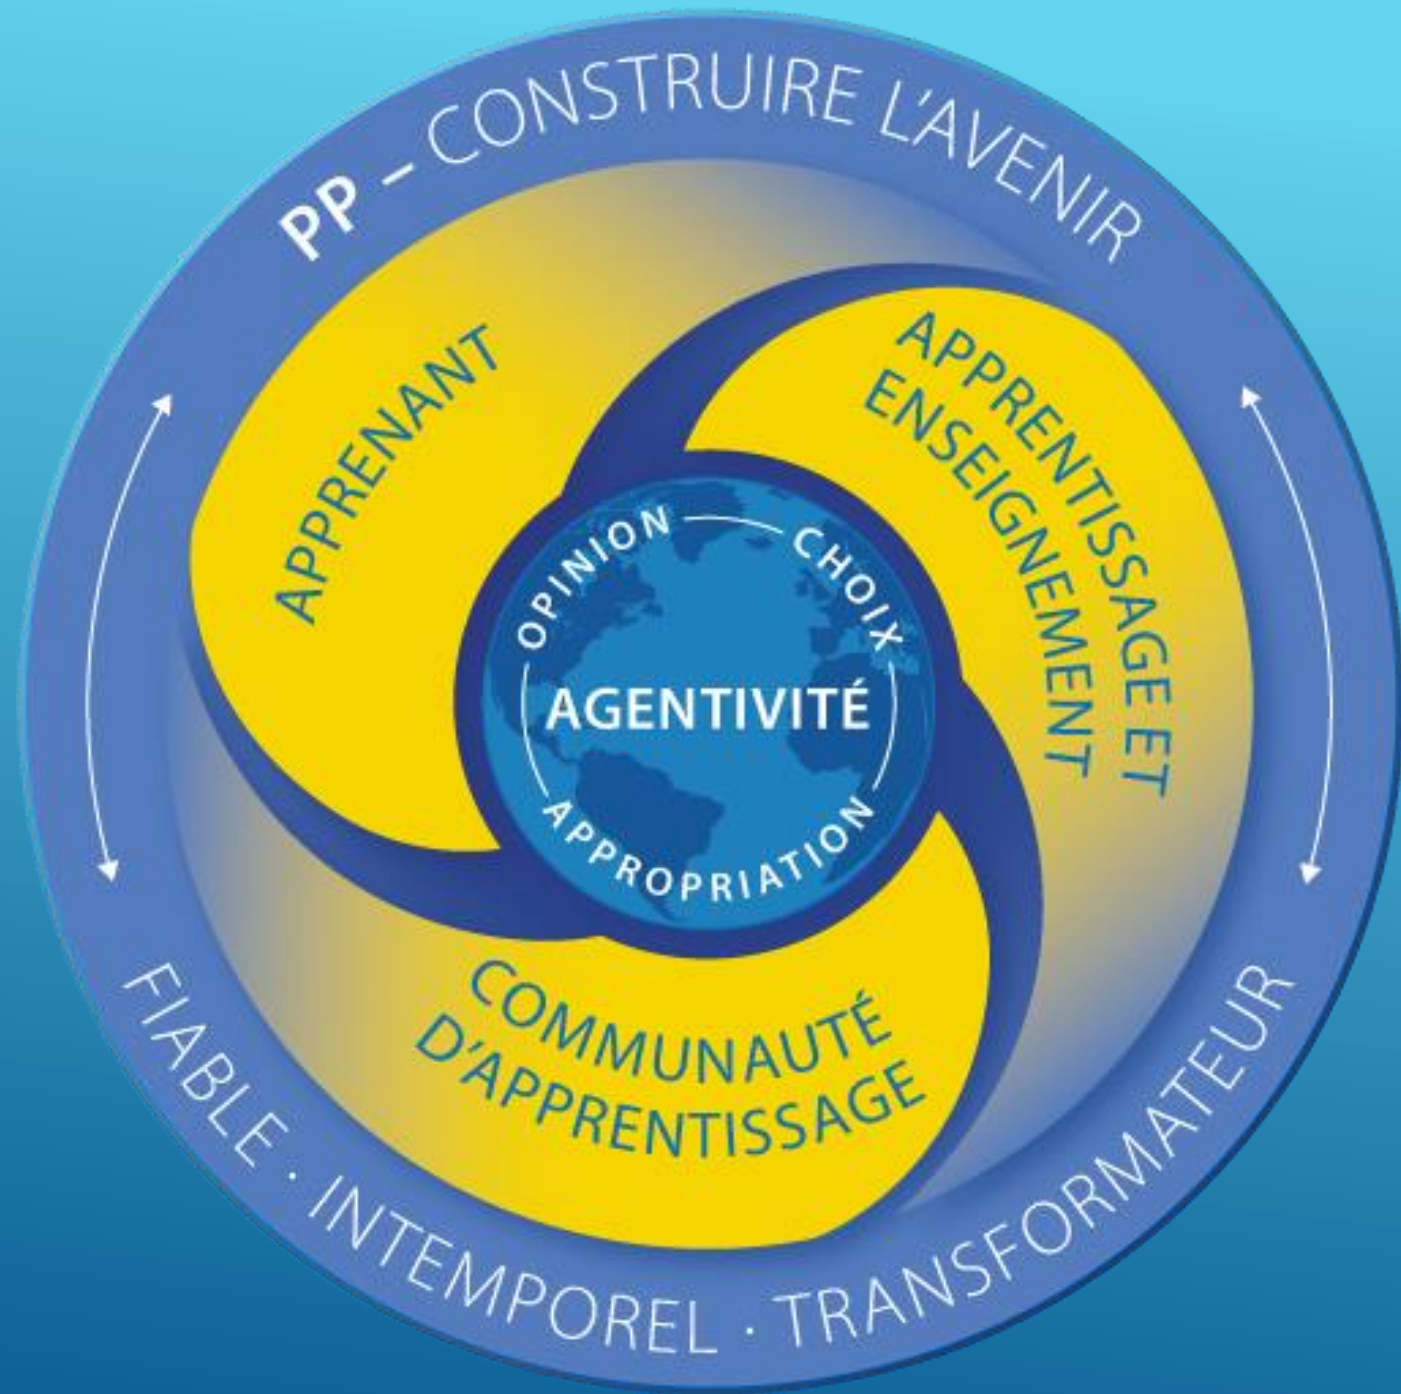 PP – CONSTRUIRE L'AVENIR
APPRENANT
APPRENTISSAGE ET
ENSEIGNEMENT
OPINION
CHOIX
AGENTIVITÉ
APPROPRIATION
COMMUNAUTÉ
D'APPRENTISSAGE
FIABLE · INTEMPOREL · TRANSFORMATEUR